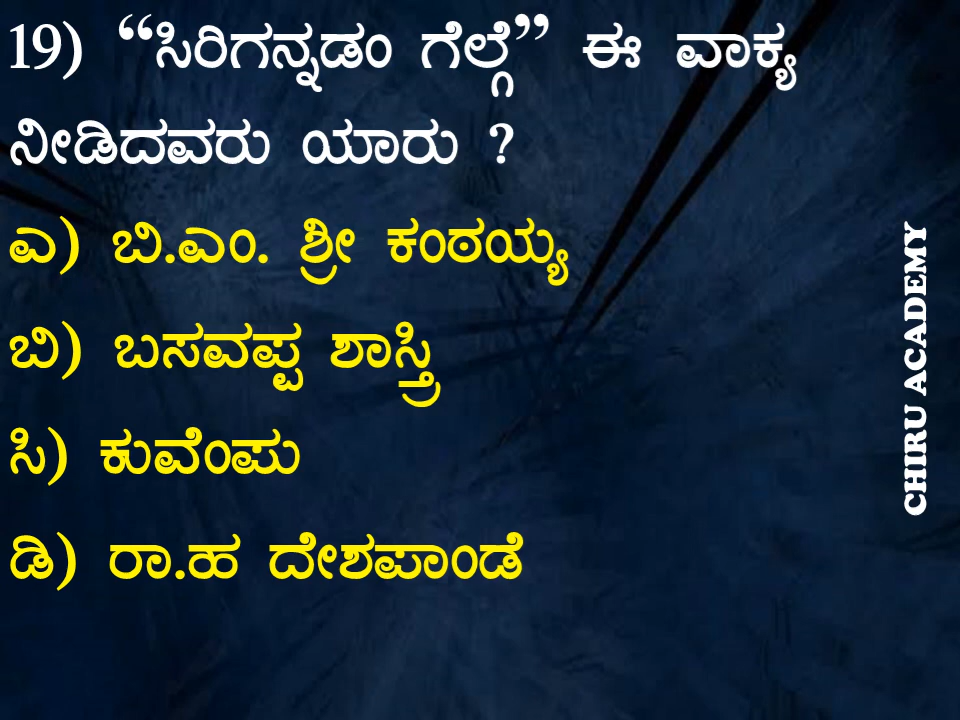 19) “ಸಿರಿಗನ್ನಡಂ ಗೆಲ್ಗೆ” ಈ ವಾಕ್ಯ
ನೀಡಿದವರು ಯಾರು ?
ಎ) ಬಿ.ಎಂ. ಶ್ರೀ ಕಂಠಯ್ಯ
ಬಿ) ಬಸವಪ್ಪ ಶಾಸ್ತ್ರಿ
ಸಿ) ಕುವೆಂಪು
ಡಿ) ರಾ.ಹ ದೇಶಪಾಂಡೆ
CHIRU ACADEMY